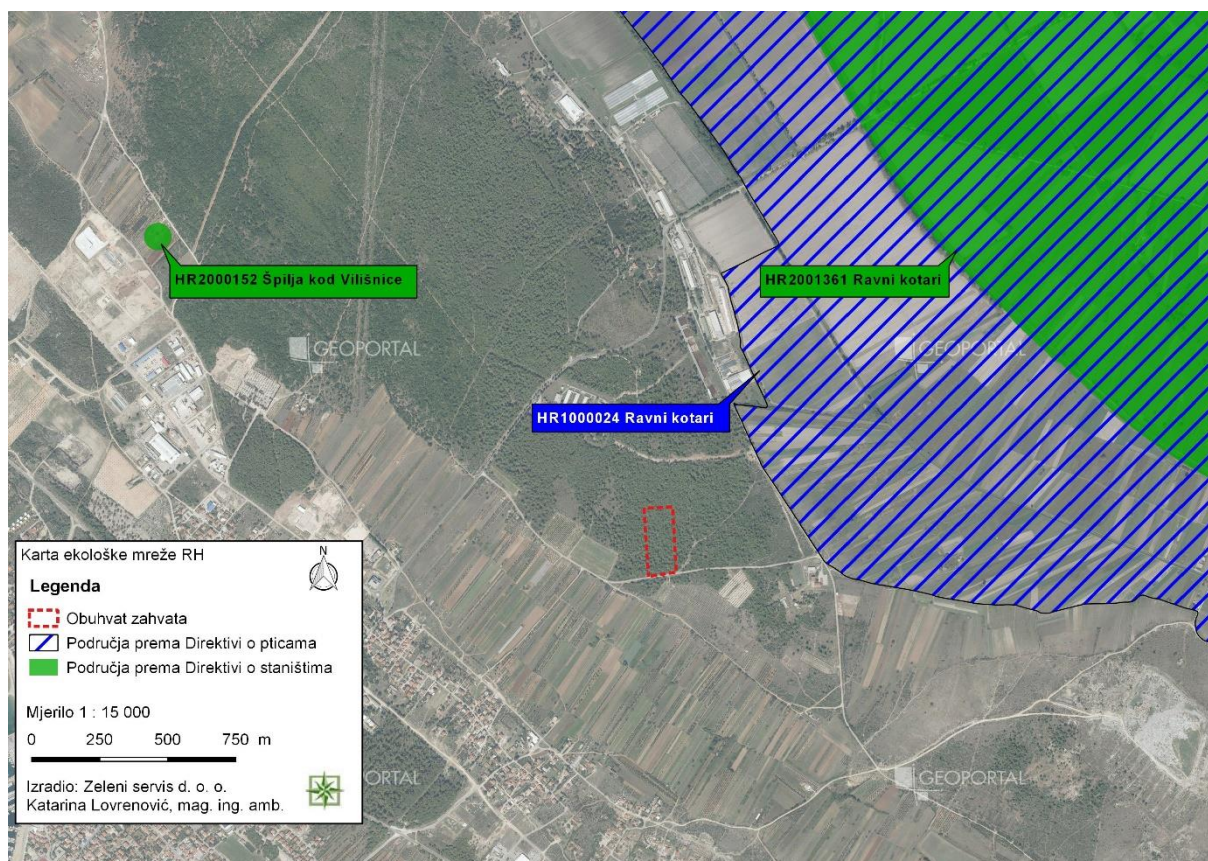 HR2000152 Špilja kod Vilišnice
HR2001361 Ravni kotari
GEOPORTAL
GEOPORTAL
HR1000024 Ravni kotari
Karta ekološke mreže RH
N
Legenda
Obuhvat zahvata
Područja prema Direktivi o pticama
Područja prema Direktivi o staništima
Mjerilo 1 : 15 000
0 250 500 750 m
Izradio: Zeleni servis d. o. o.
Katarina Lovrenović, mag. ing. amb.
PORTAL
GEOPORTAL